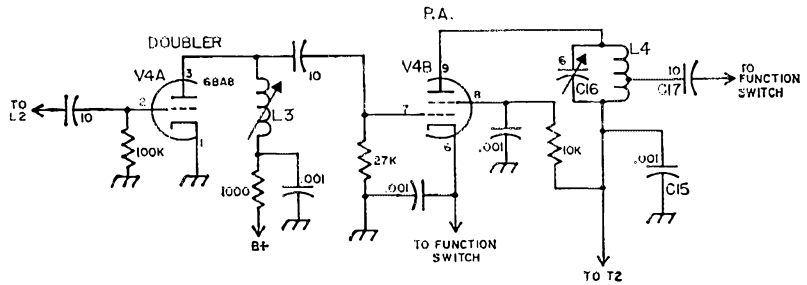 P.A.
DOUBLER
V4A
3
6BA8
TO
L2
10
2
1
100K
L3
1000
.001
B+
10
V4B
9
7
8
6
27K
.001
TO FUNCTION
SWITCH
.001
10K
6
C16
L4
10
C17
TO
FUNCTION
SWITCH
.001
C15
TO T2